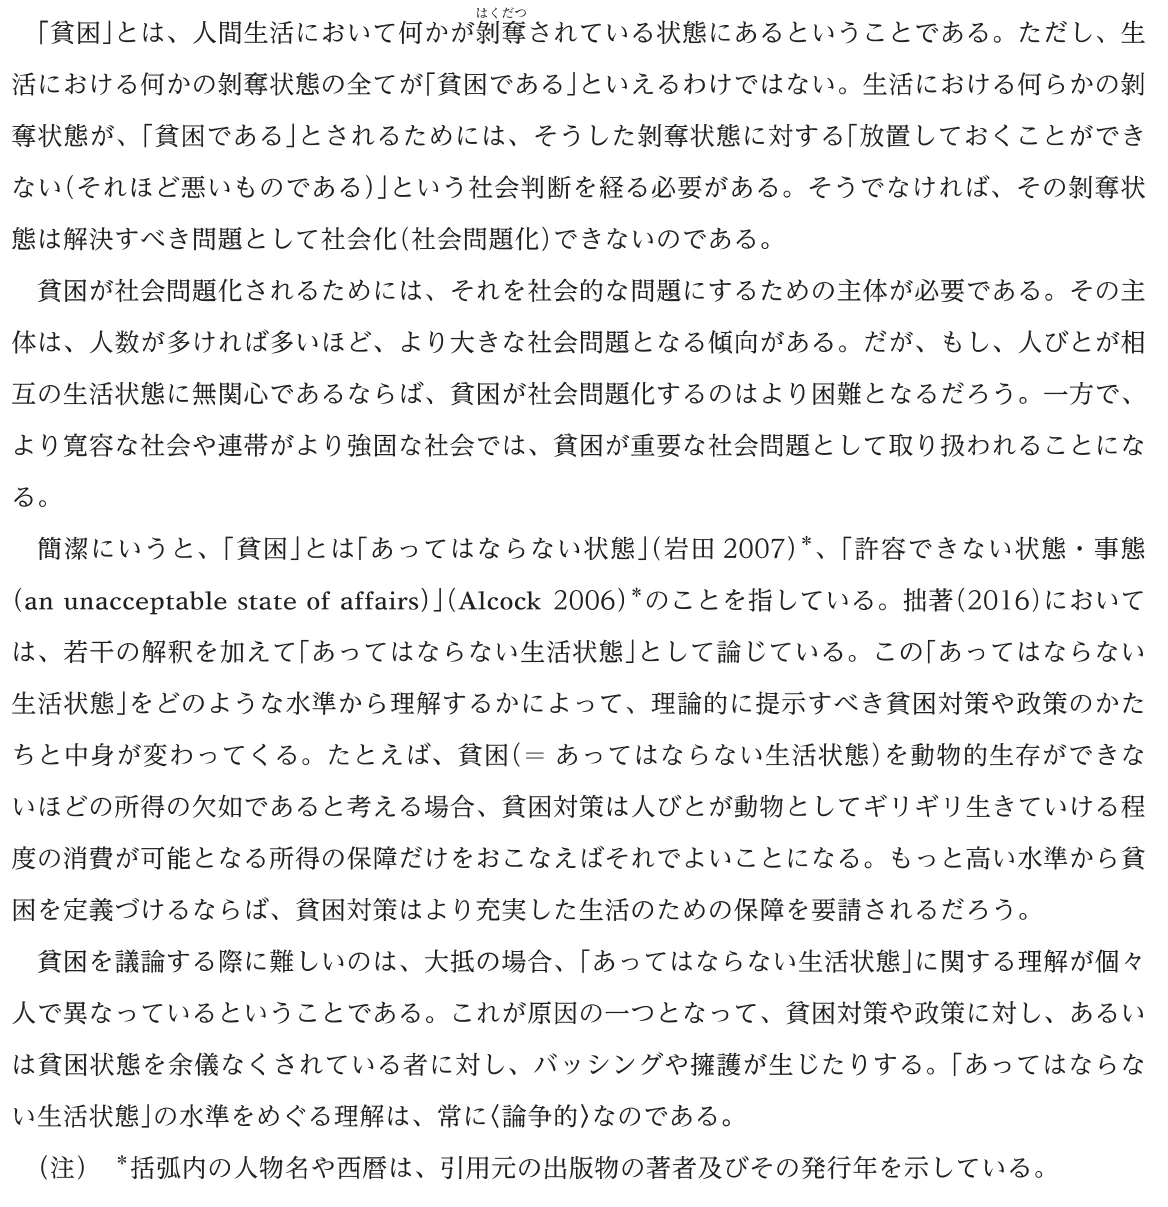 はくだつ
「貧困」とは、人間生活において何かが剝奪されている状態にあるということである。ただし、生
活における何かの剝奪状態の全てが「貧困である」といえるわけではない。生活における何らかの剝
奪状態が、「貧困である」とされるためには、そうした剝奪状態に対する「放置しておくことができ
ない(それほど悪いものである)」という社会判断を経る必要がある。そうでなければ、その剝奪状
態は解決すべき問題として社会化(社会問題化)できないのである。
貧困が社会問題化されるためには、それを社会的な問題にするための主体が必要である。その主
体は、人数が多ければ多いほど、より大きな社会問題となる傾向がある。だが、もし、人びとが相
互の生活状態に無関心であるならば、貧困が社会問題化するのはより困難となるだろう。一方で、
より寛容な社会や連帯がより強固な社会では、貧困が重要な社会問題として取り扱われることにな
る。
簡潔にいうと、「貧困」とは「あってはならない状態」(岩田 2007)*、「許容できない状態・事態
(an unacceptable state of affairs)」(Alcock 2006)*のことを指している。拙著(2016)において
は、若干の解釈を加えて「あってはならない生活状態」として論じている。この「あってはならない
生活状態」をどのような水準から理解するかによって、理論的に提示すべき貧困対策や政策のかた
ちと中身が変わってくる。たとえば、貧困(= あってはならない生活状態)を動物的生存ができな
いほどの所得の欠如であると考える場合、貧困対策は人びとが動物としてギリギリ生きていける程
度の消費が可能となる所得の保障だけをおこなえばそれでよいことになる。もっと高い水準から貧
困を定義づけるならば、貧困対策はより充実した生活のための保障を要請されるだろう。
貧困を議論する際に難しいのは、大抵の場合、「あってはならない生活状態」に関する理解が個々
人で異なっているということである。これが原因の一つとなって、貧困対策や政策に対し、あるい
は貧困状態を余儀なくされている者に対し、バッシングや擁護が生じたりする。「あってはならな
い生活状態」の水準をめぐる理解は、常に〈論争的〉なのである。
(注) *括弧内の人物名や西暦は、引用元の出版物の著者及びその発行年を示している。